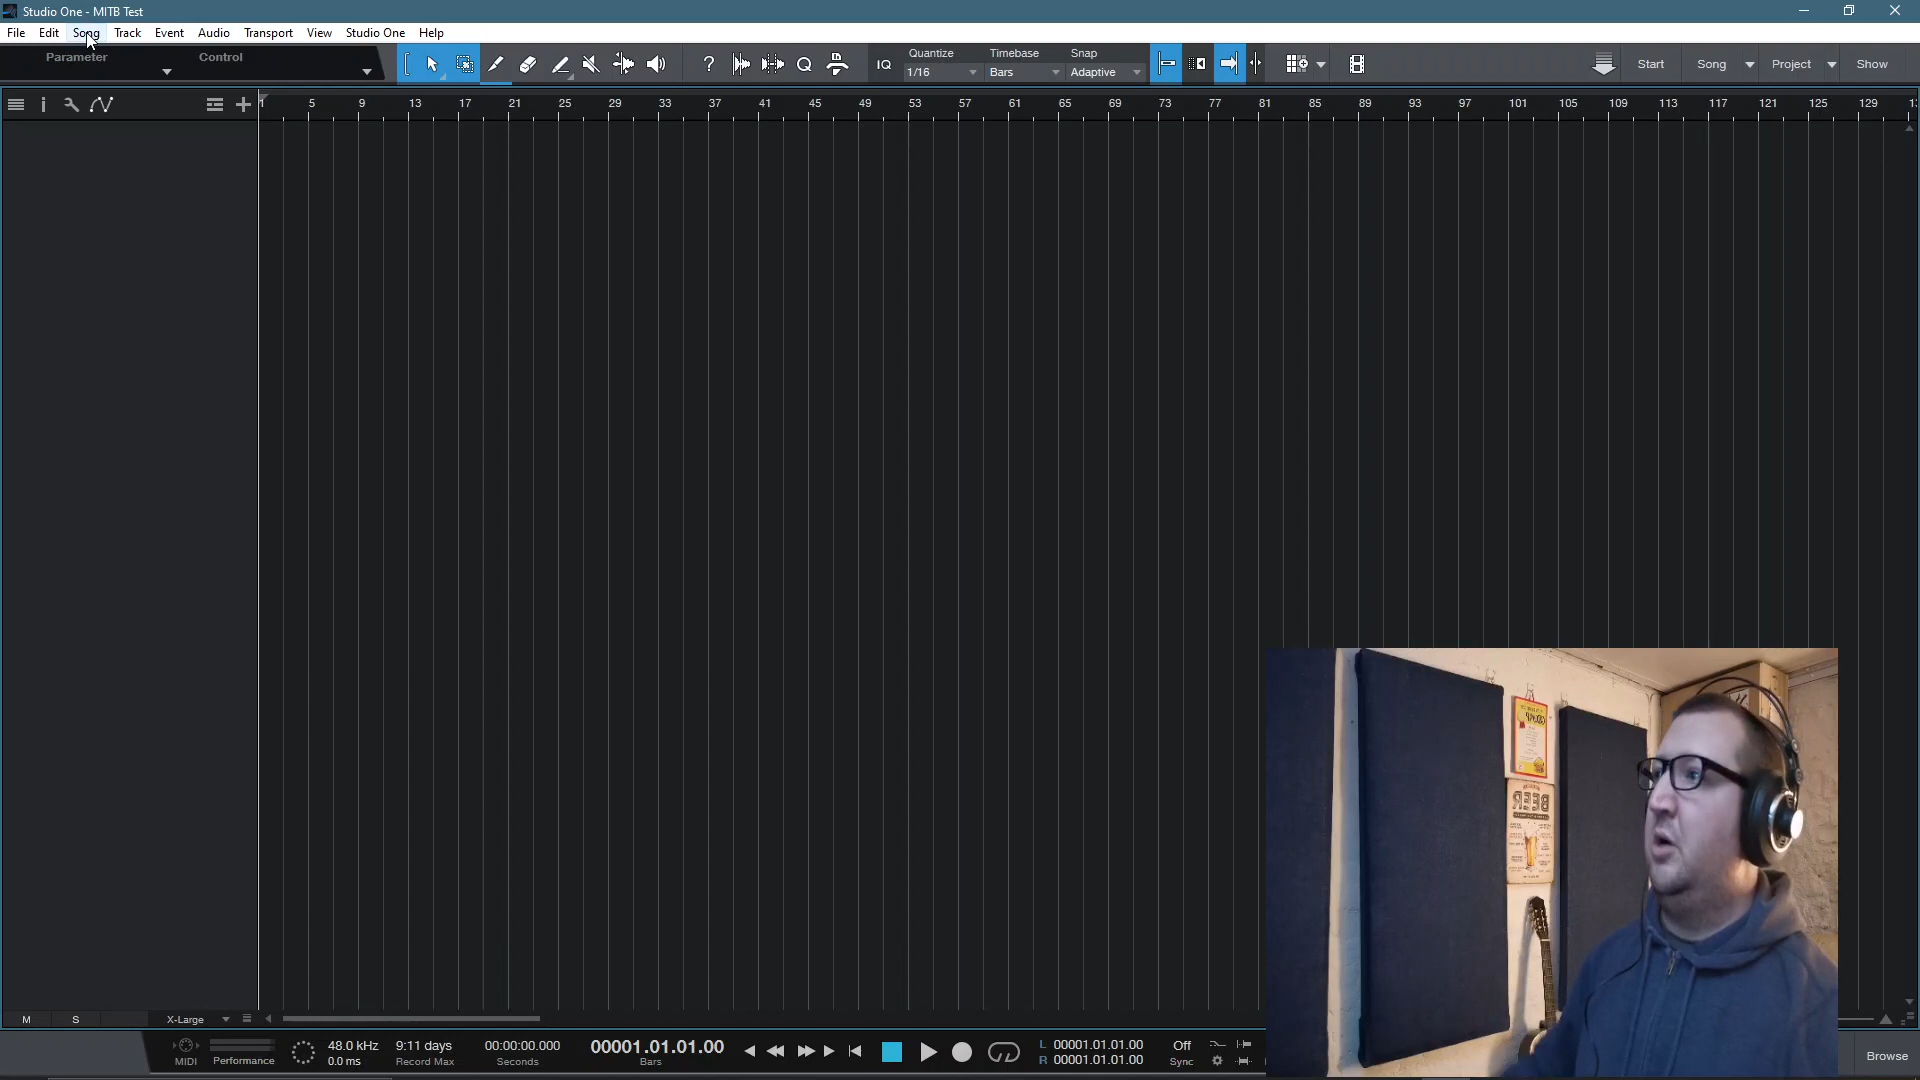 Studio One - MITB Test
File Edit Song Track Event Audio Transport View Studio One Help
Parameter Control
IQ Quantize Timebase Snap
1/16 Bars Adaptive
Start Song Project Show
1 5 9 13 17 21 25 29 33 37 41 45 49 53 57 61 65 69 73 77 81 85 89 93 97 101 105 109 113 117 121 125 129
BEER
M S X-Large
MIDI Performance
48.0 kHz
0.0 ms
9:11 days
Record Max
00:00:00.000
Seconds
00001.01.01.00
Bars
L 00001.01.01.00
R 00001.01.01.00
Off
Sync
Browse